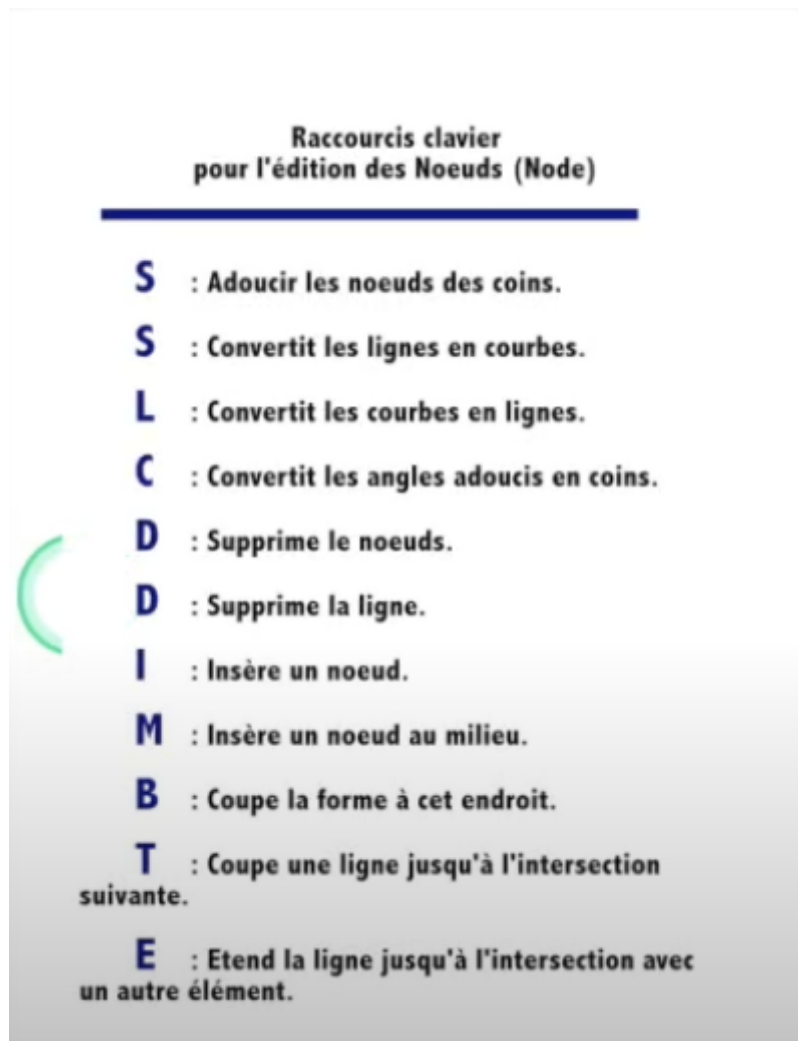 Raccourcis clavier
pour l'édition des Noeuds (Node)
S : Adoucir les noeuds des coins.
S : Convertit les lignes en courbes.
L : Convertit les courbes en lignes.
C : Convertit les angles adoucis en coins.
D : Supprime le noeuds.
D : Supprime la ligne.
I : Insère un noeud.
M : Insère un noeud au milieu.
B : Coupe la forme à cet endroit.
T : Coupe une ligne jusqu'à l'intersection
suivante.
E : Etend la ligne jusqu'à l'intersection avec
un autre élément.